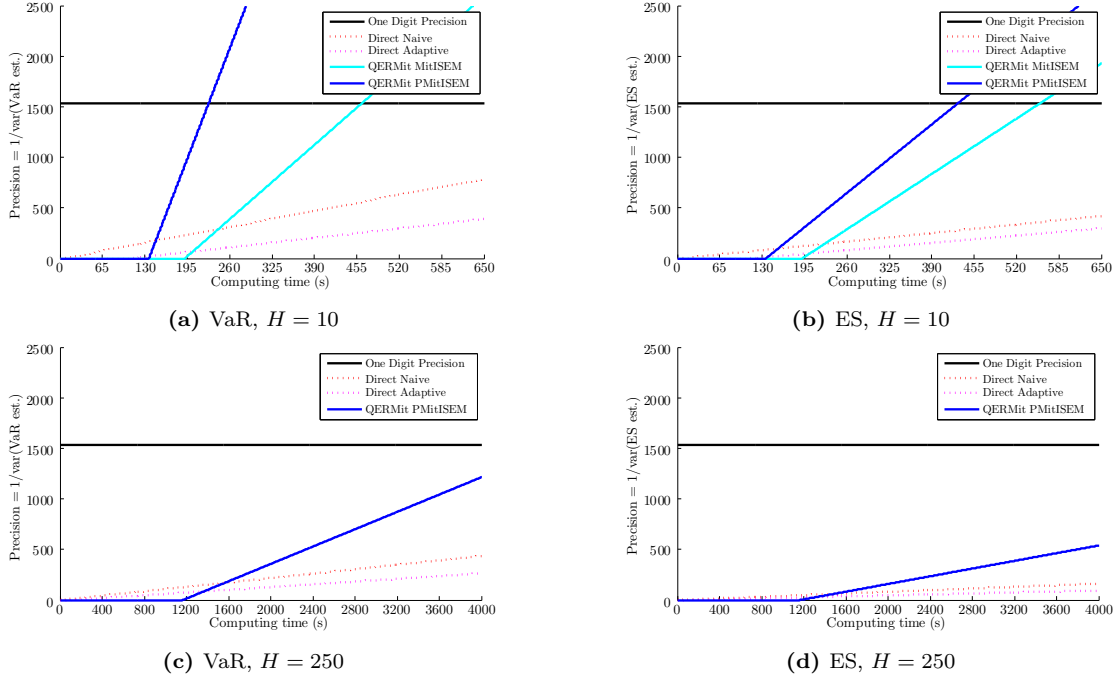 Precision = 1/var(VaR est.)
2500
2000
1500
1000
500
0
One Digit Precision
Direct Naive
Direct Adaptive
QERMit MitISEM
QERMit PMitISEM
0 65 130 195 260 325 390 455 520 585 650
Computing time (s)
(a) VaR, H = 10
Precision = 1/var(ES est.)
2500
2000
1500
1000
500
0
One Digit Precision
Direct Naive
Direct Adaptive
QERMit MitISEM
QERMit PMitISEM
0 65 130 195 260 325 390 455 520 585 650
Computing time (s)
(b) ES, H = 10
Precision = 1/var(VaR est.)
2500
2000
1500
1000
500
0
One Digit Precision
Direct Naive
Direct Adaptive
QERMit PMitISEM
0 400 800 1200 1600 2000 2400 2800 3200 3600 4000
Computing time (s)
(c) VaR, H = 250
Precision = 1/var(ES est.)
2500
2000
1500
1000
500
0
One Digit Precision
Direct Naive
Direct Adaptive
QERMit PMitISEM
0 400 800 1200 1600 2000 2400 2800 3200 3600 4000
Computing time (s)
(d) ES, H = 250